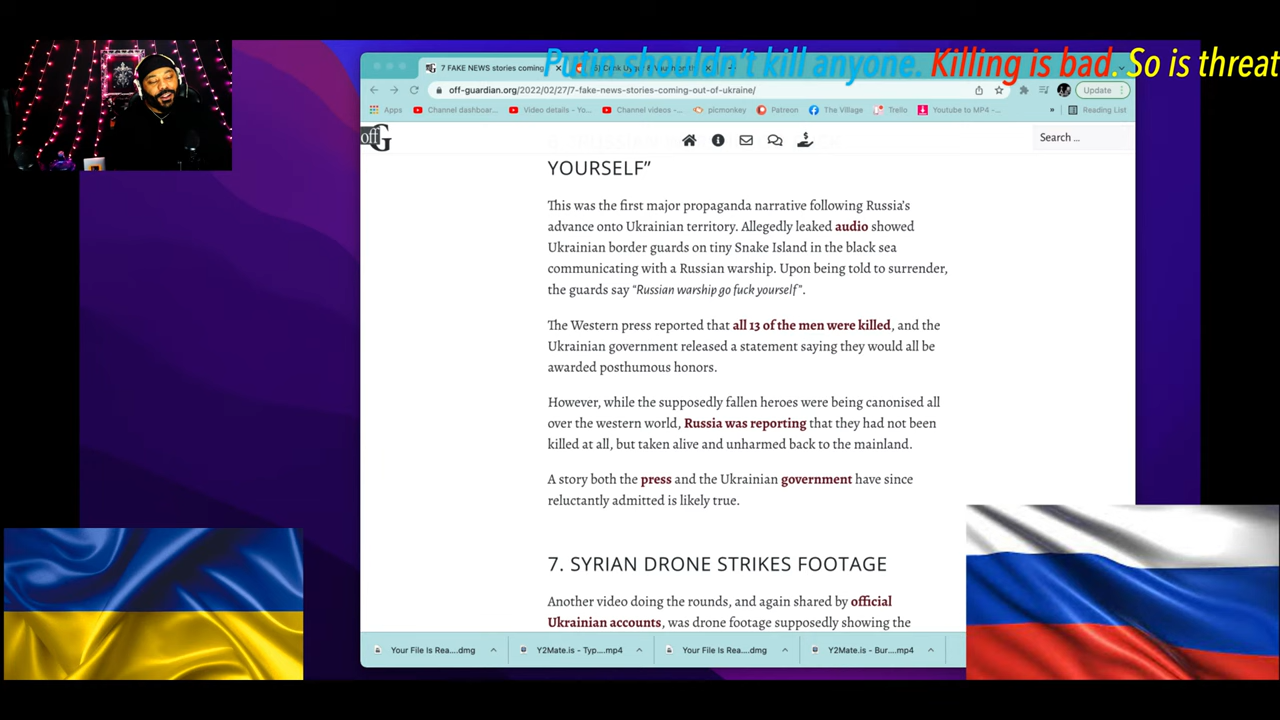 Putin shouldn't kill anyone. Killing is bad. So is threat
7 FAKE NEWS stories coming
off-guardian.org/2022/02/27/7-fake-news-stories-coming-out-of-ukraine/
Update
Apps
Channel dashboar...
Video details - Yo...
Channel videos -...
picmonkey
Patreon
The Village
Trello
Youtube to MP4 -...
»
Reading List
off G
Search ...
YOURSELF”
This was the first major propaganda narrative following Russia’s
advance onto Ukrainian territory. Allegedly leaked audio showed
Ukrainian border guards on tiny Snake Island in the black sea
communicating with a Russian warship. Upon being told to surrender,
the guards say “Russian warship go fuck yourself”.
The Western press reported that all 13 of the men were killed, and the
Ukrainian government released a statement saying they would all be
awarded posthumous honors.
However, while the supposedly fallen heroes were being canonised all
over the western world, Russia was reporting that they had not been
killed at all, but taken alive and unharmed back to the mainland.
A story both the press and the Ukrainian government have since
reluctantly admitted is likely true.
7. SYRIAN DRONE STRIKES FOOTAGE
Another video doing the rounds, and again shared by official
Ukrainian accounts, was drone footage supposedly showing the
Your File Is Rea....dmg
Y2Mate.is - Typ....mp4
Your File Is Rea....dmg
Y2Mate.is - Bur....mp4